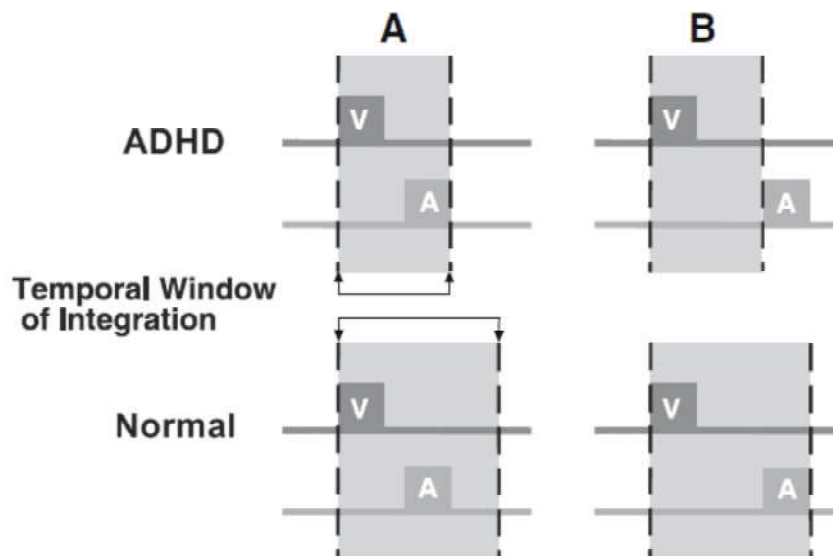 A B
V V
ADHD
A A
Temporal Window
of Integration
V V
Normal
A A